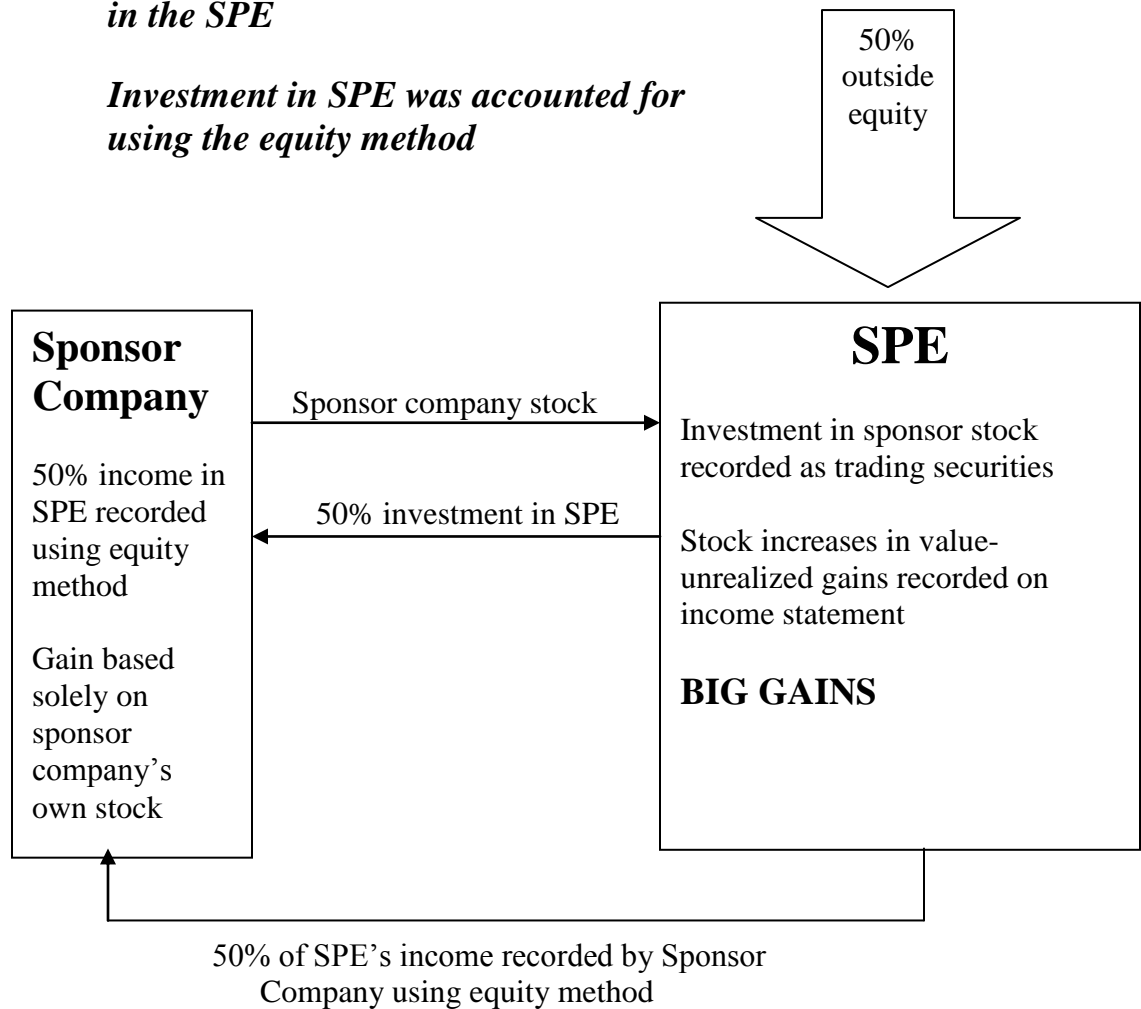 in the SPE
Investment in SPE was accounted for
using the equity method
50%
outside
equity
Sponsor
Company
50% income in
SPE recorded
using equity
method
Gain based
solely on
sponsor
company’s
own stock
Sponsor company stock
50% investment in SPE
SPE
Investment in sponsor stock
recorded as trading securities
Stock increases in value-
unrealized gains recorded on
income statement
BIG GAINS
50% of SPE’s income recorded by Sponsor
Company using equity method